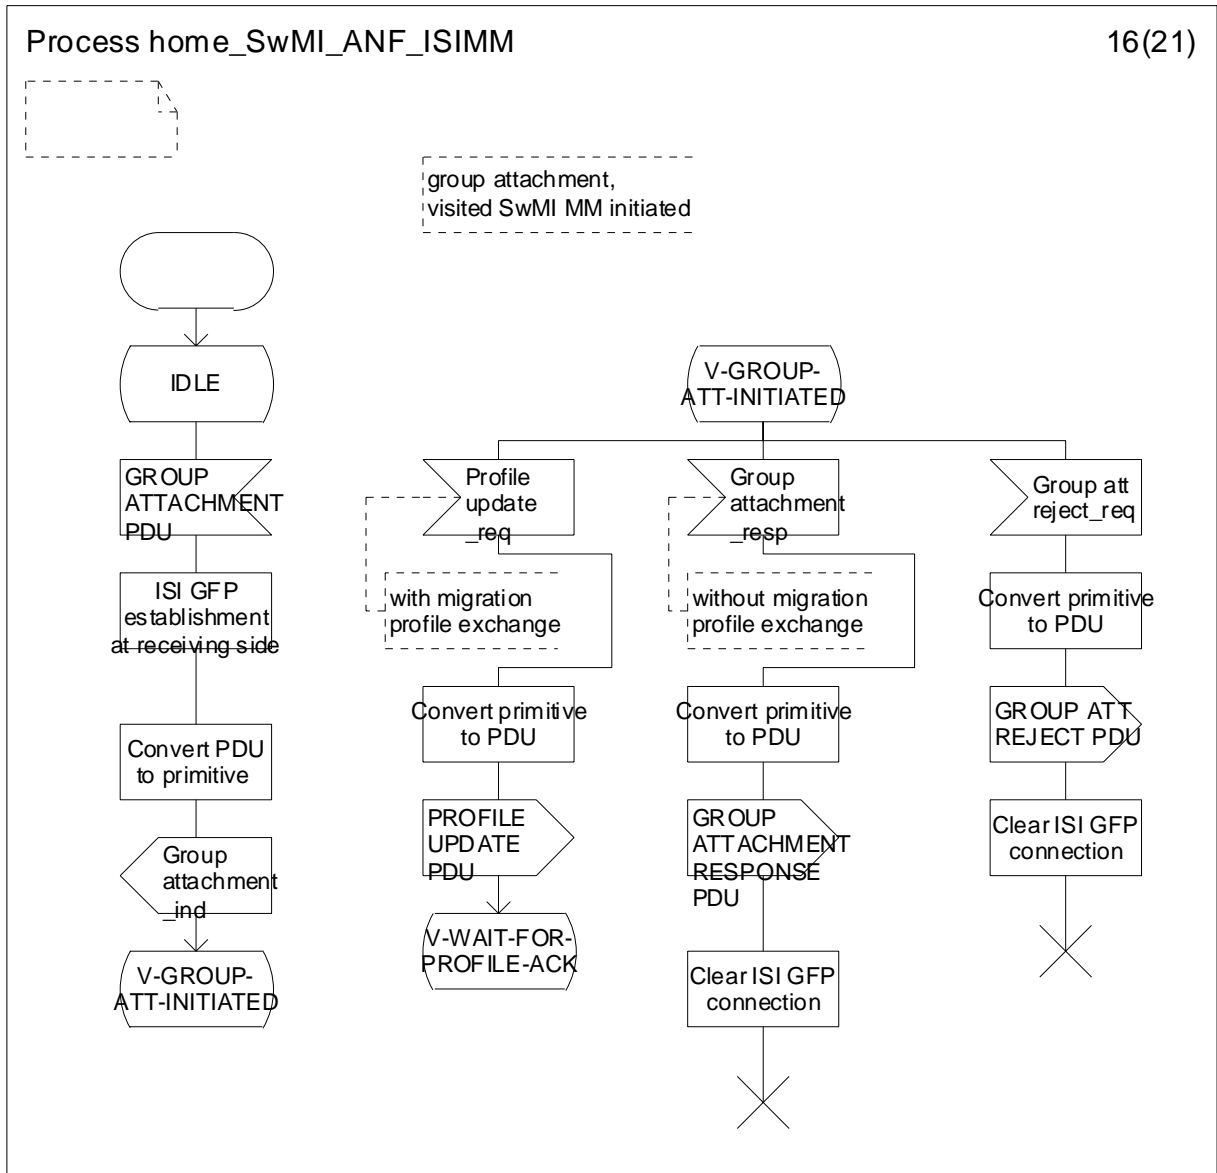 Process home_SwMI_ANF_ISIMM
16(21)
group attachment,
visited SwMI MM initiated
IDLE
GROUP
ATTACHMENT
PDU
ISI GFP
establishment
at receiving side
Convert PDU
to primitive
Group
attachment
_ind
V-GROUP-
ATT-INITIATED
V-GROUP-
ATT-INITIATED
Profile
update
_req
with migration
profile exchange
Convert primitive
to PDU
PROFILE
UPDATE
PDU
V-WAIT-FOR-
PROFILE-ACK
Group
attachment
_resp
without migration
profile exchange
Convert primitive
to PDU
GROUP
ATTACHMENT
RESPONSE
PDU
Clear ISI GFP
connection
Group att
reject_req
Convert primitive
to PDU
GROUP ATT
REJECT PDU
Clear ISI GFP
connection